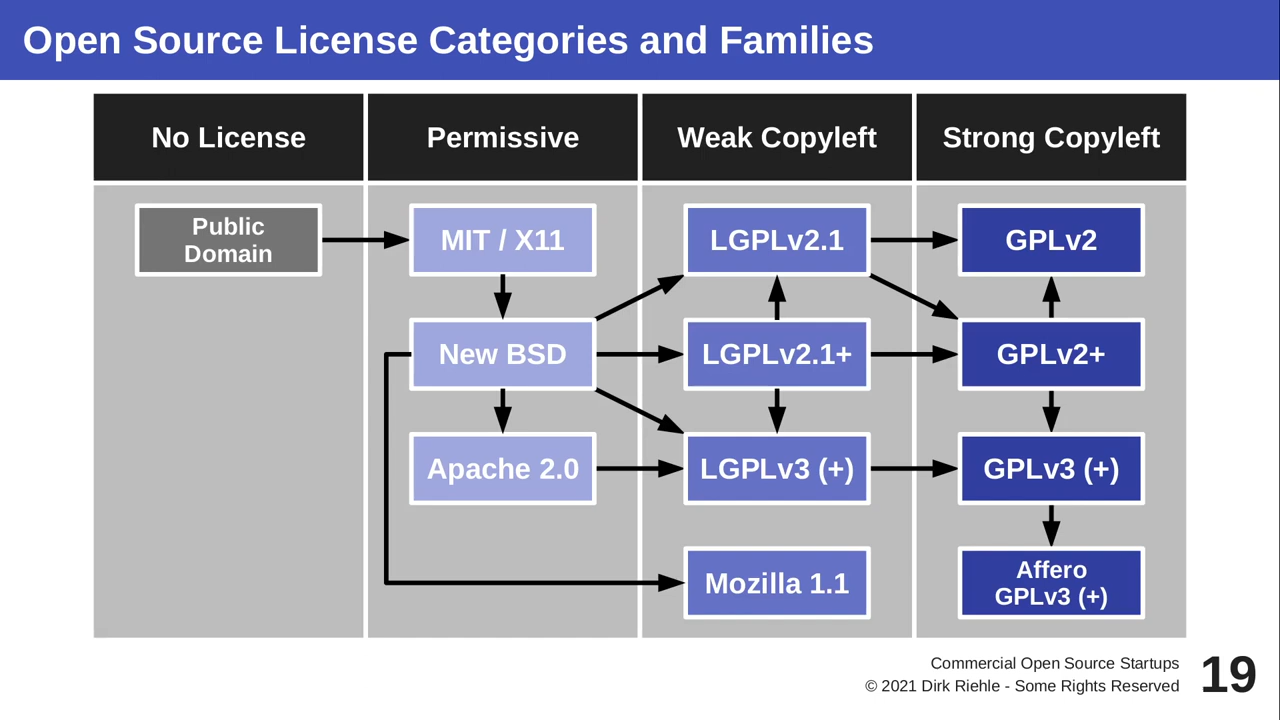 Open Source License Categories and Families
No License
Permissive
Weak Copyleft
Strong Copyleft
Public
Domain
MIT / X11
LGPLv2.1
GPLv2
New BSD
LGPLv2.1+
GPLv2+
Apache 2.0
LGPLv3 (+)
GPLv3 (+)
Mozilla 1.1
Affero
GPLv3 (+)
Commercial Open Source Startups
© 2021 Dirk Riehle - Some Rights Reserved
19